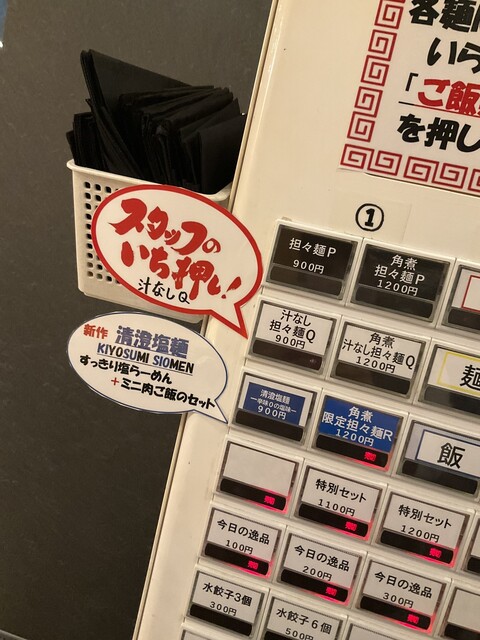 各麺
いら
「ご飯
を押し
①
スタッフの
いち押し!
汁なしQ
新作 清澄塩麺
KIYOSUMI SIOMEN
すっきり塩らーめん
+ミニ肉ご飯のセット
担々麺P
900円
角煮
担々麺P
1200円
汁なし
担々麺Q
900円
角煮
汁なし担々麺Q
1200円
麺
清澄塩麺
ー辛味0の塩味ー
900円
角煮
限定担々麺R
1200円
飯
特別セット
1100円
特別セット
1200円
今日の逸品
100円
今日の逸品
200円
今日の逸品
300円
水餃子3個
300円
水餃子6個
500円